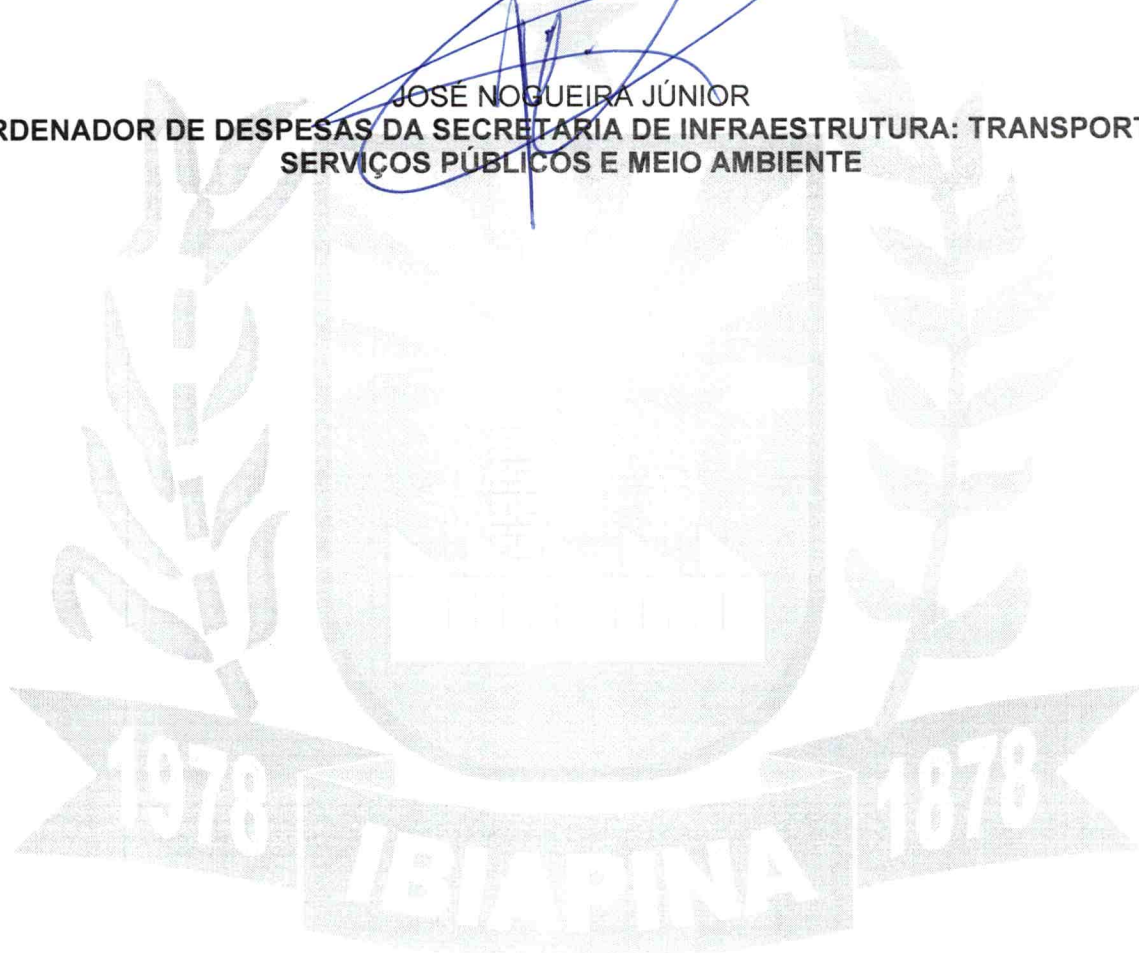 JOSÉ NOGUEIRA JÚNIOR
RDENADOR DE DESPESAS DA SECRETARIA DE INFRAESTRUTURA: TRANSPORT
SERVIÇOS PÚBLICOS E MEIO AMBIENTE
1978
IBIAPINA
1878